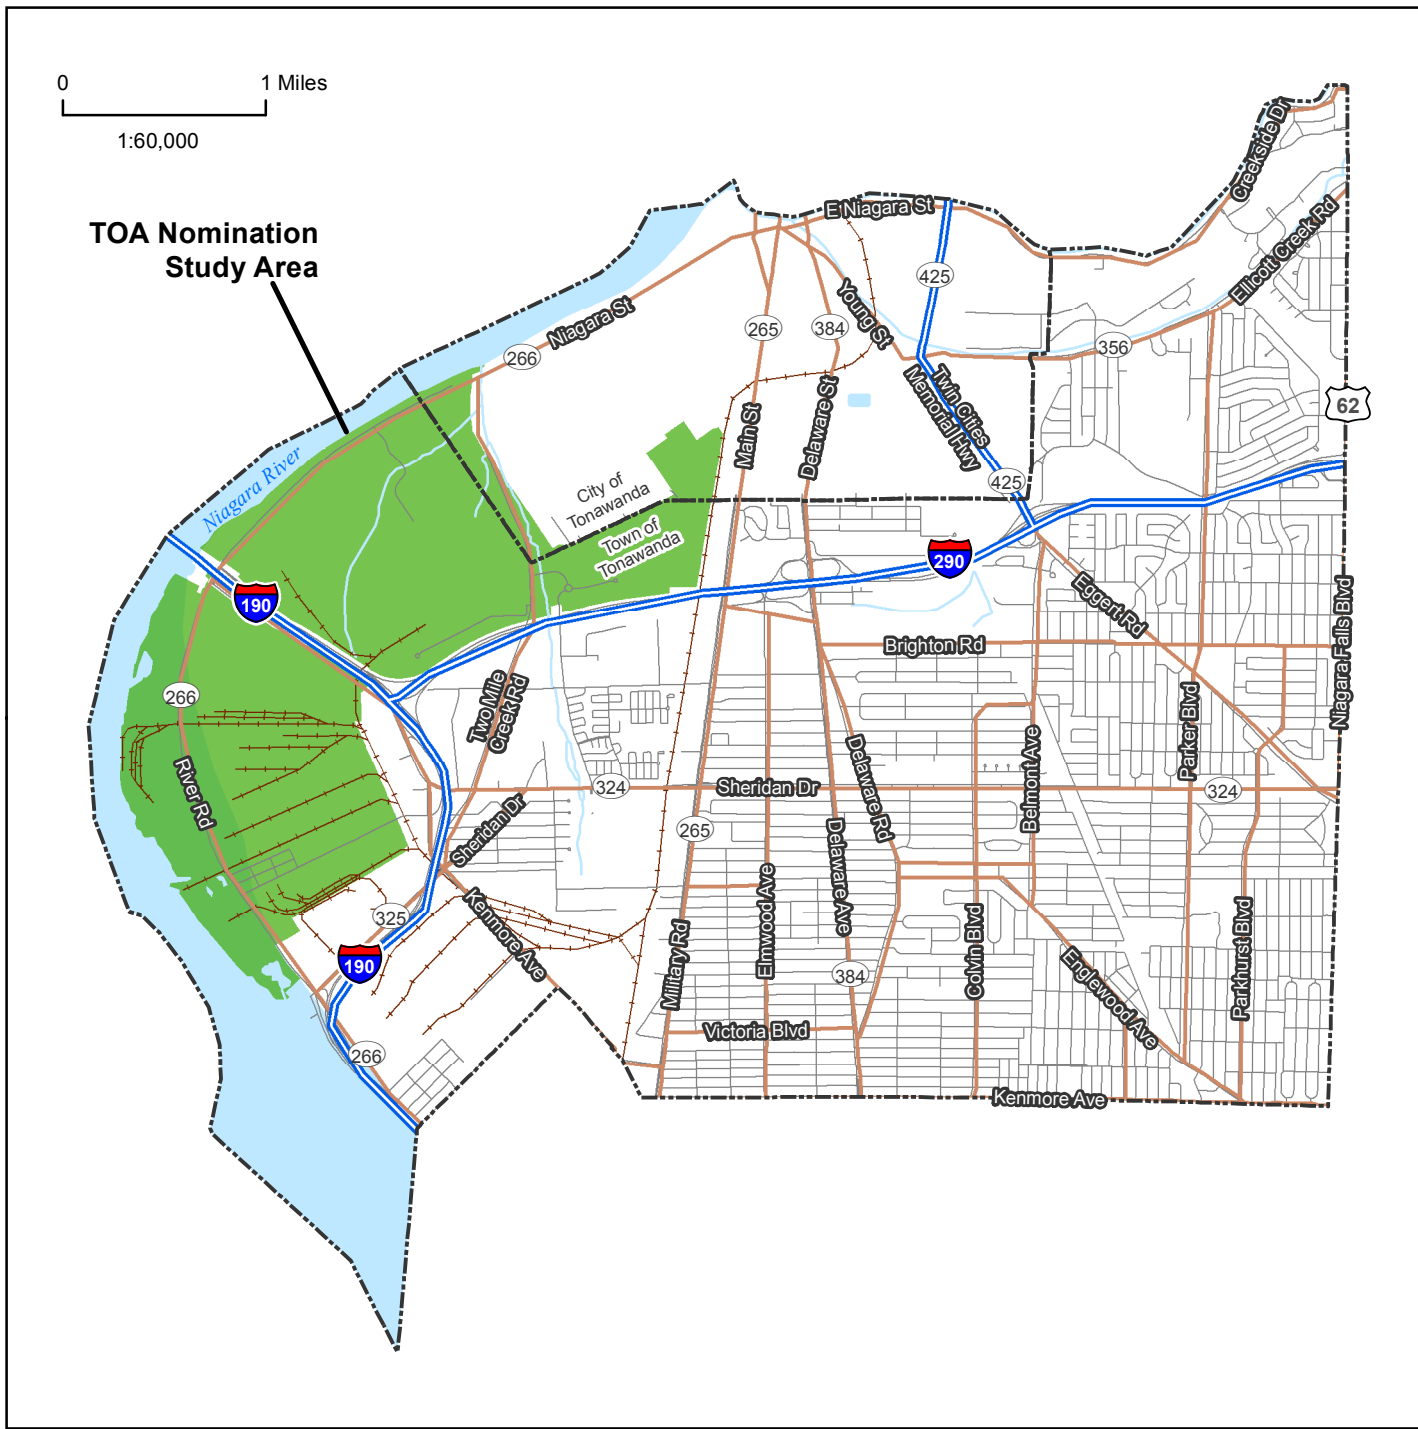 0 1 Miles
1:60,000
TOA Nomination
Study Area
Creekside Dr
E Niagara St
Ellicott Creek Rd
425
Niagara St
265
384
Young St
266
356
62
Twin Cities
Memorial Hwy
Main St
Delaware St
Niagara River
425
City of
Tonawanda
Town of
Tonawanda
290
190
Eggert Rd
Niagara Falls Blvd
Brighton Rd
266
Two Mile
Creek Rd
Parker Blvd
Belmont Ave
Delaware Rd
River Rd
324
Sheridan Dr
324
Sheridan Dr
265
Delaware Ave
Elmwood Ave
Kenmore Ave
325
190
Military Rd
384
Colvin Blvd
Englewood Ave
Parkhurst Blvd
Victoria Blvd
266
Kenmore Ave